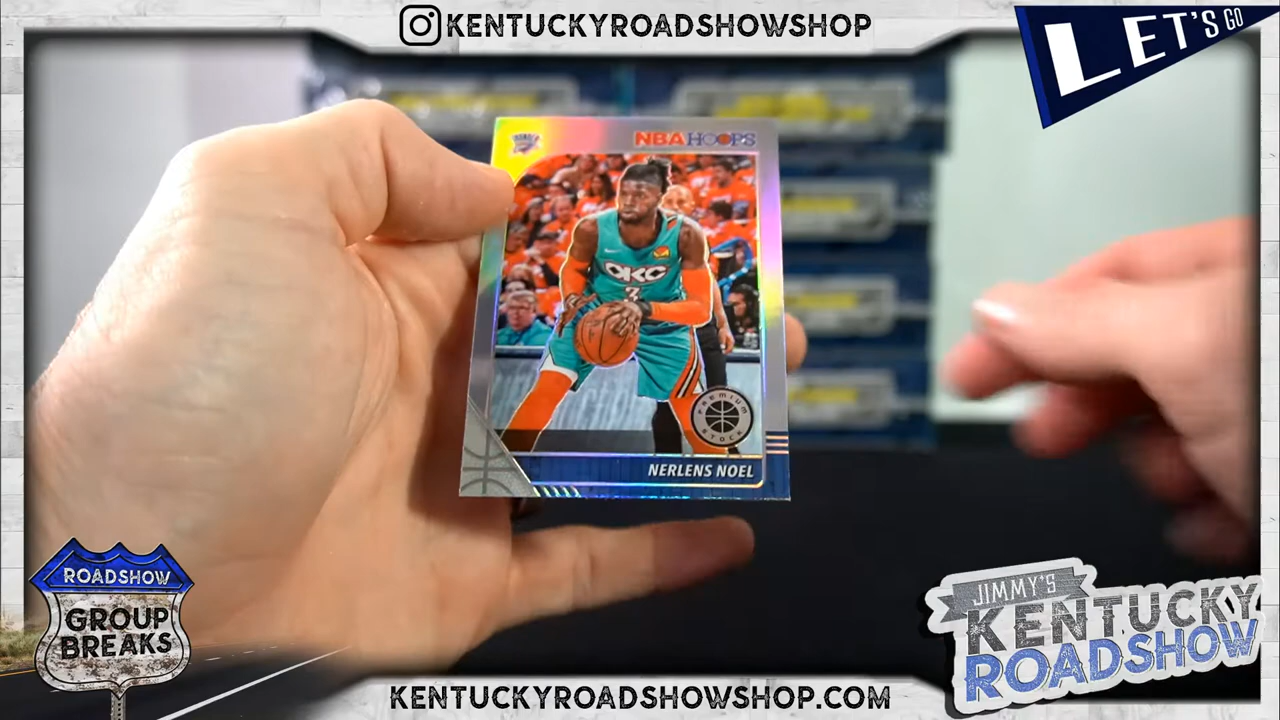 KENTUCKYROADSHOWSHOP
LET'S GO
NBA HOOPS
OKC
3
PREMIUM
STOCK
NERLENS NOEL
ROADSHOW
GROUP
BREAKS
JIMMY'S
KENTUCKY
ROADSHOW
KENTUCKYROADSHOWSHOP.COM